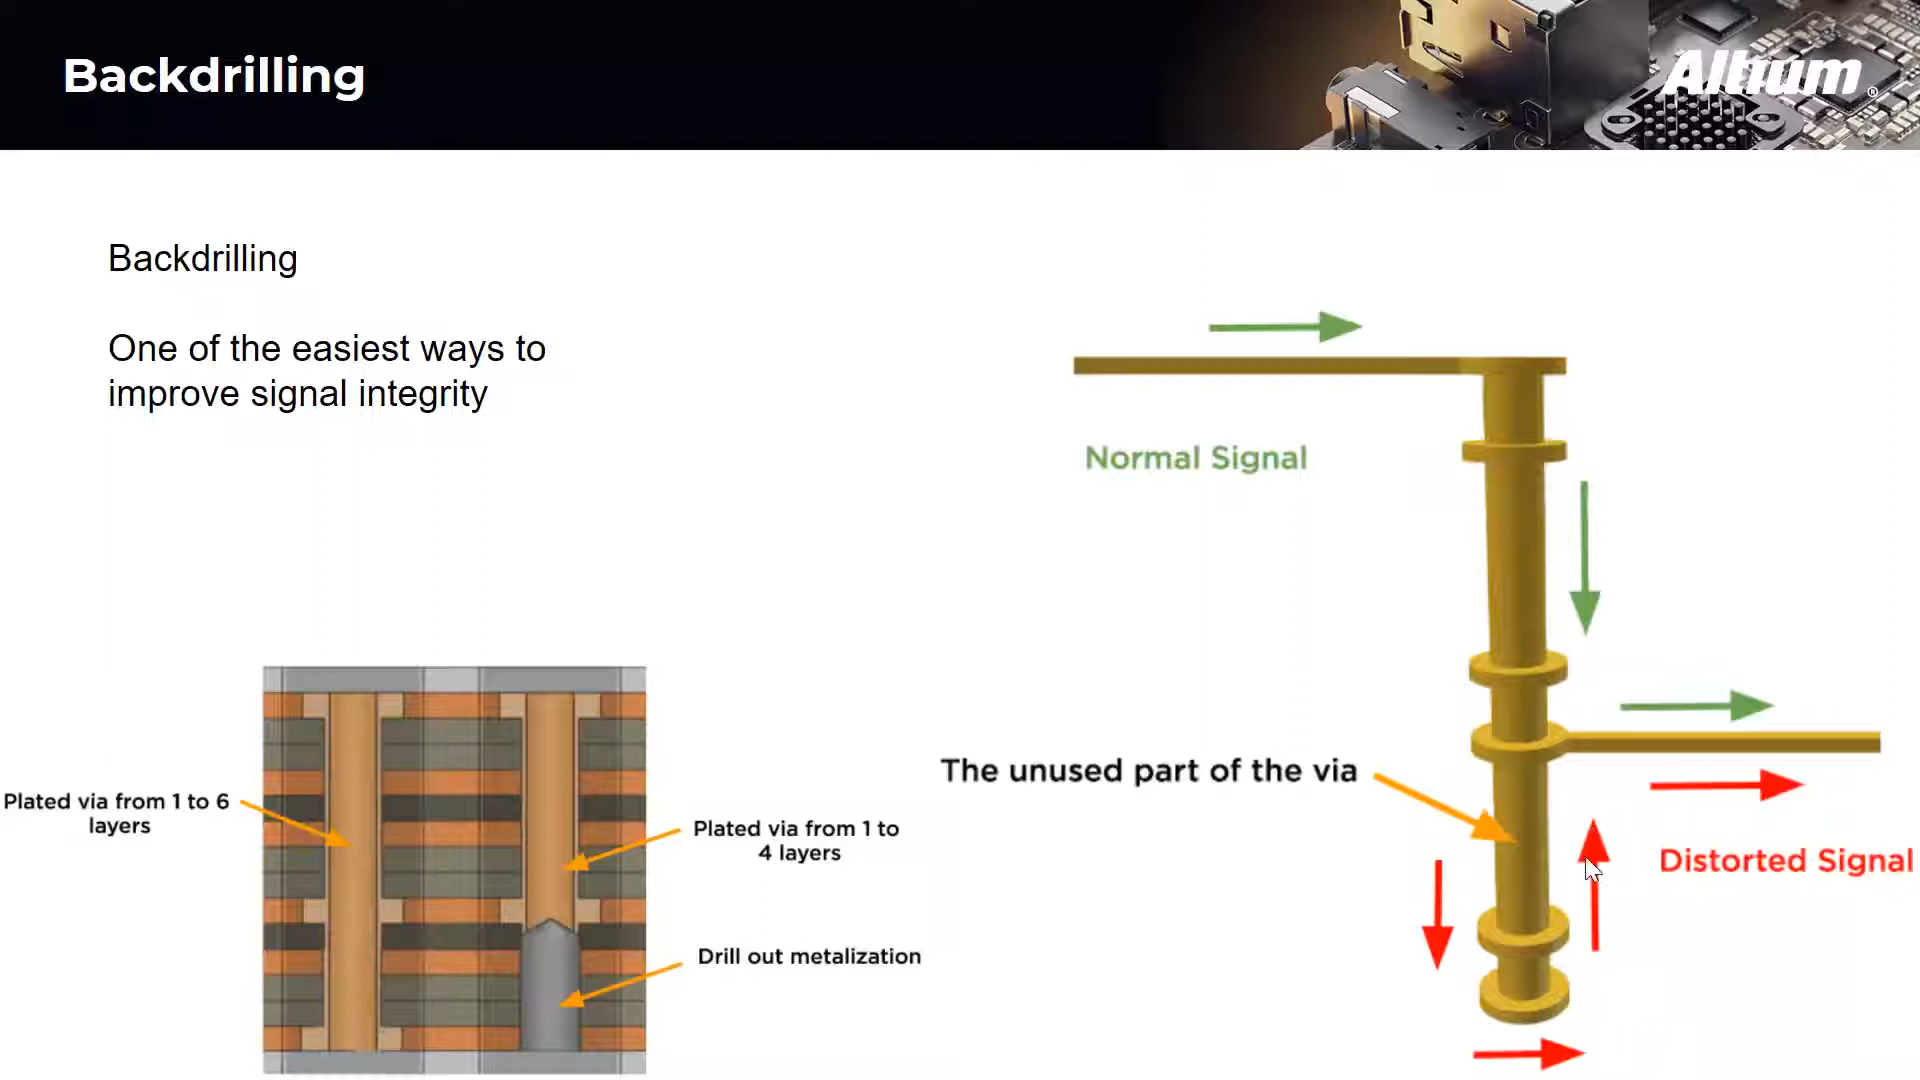 Backdrilling
Altium®
Backdrilling
One of the easiest ways to
improve signal integrity
Normal Signal
The unused part of the via
Distorted Signal
Plated via from 1 to 6
layers
Plated via from 1 to
4 layers
Drill out metalization